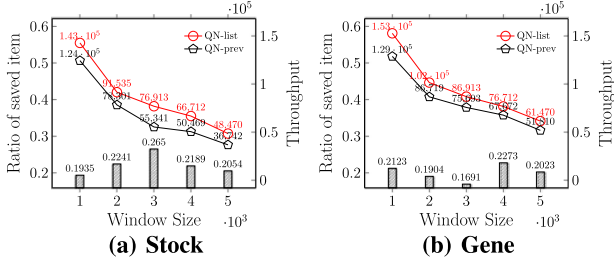 ·10^5
0.6
0.5
0.4
0.3
0.2
Ratio of saved item
1.43 · 10^5
1.24 · 10^5
91,535
76,913
66,712
48,470
55,341
50,469
36,742
0.1935
0.2241
0.265
0.2189
0.2054
QN-list
QN-prev
1.5
1
0.5
0
Throughput
1 2 3 4 5
Window Size ·10^3
(a) Stock
·10^5
0.6
0.5
0.4
0.3
0.2
Ratio of saved item
1.53 · 10^5
1.29 · 10^5
1.02 · 10^5
86,913
76,712
61,470
0.2123
0.1904
0.1691
0.2273
0.2023
QN-list
QN-prev
1.5
1
0.5
0
Throughput
1 2 3 4 5
Window Size ·10^3
(b) Gene